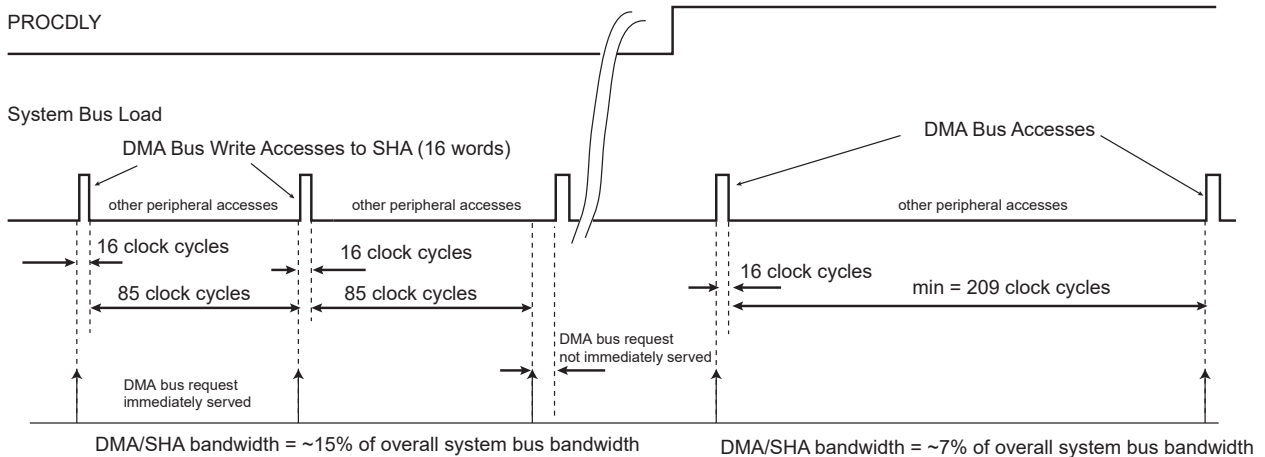 PROCDLY
System Bus Load
DMA Bus Write Accesses to SHA (16 words)
DMA Bus Accesses
other peripheral accesses
other peripheral accesses
other peripheral accesses
16 clock cycles
16 clock cycles
16 clock cycles
85 clock cycles
85 clock cycles
min = 209 clock cycles
DMA bus request
not immediately served
DMA bus request
immediately served
DMA/SHA bandwidth = ~15% of overall system bus bandwidth
DMA/SHA bandwidth = ~7% of overall system bus bandwidth